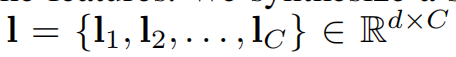 𝐥 = {𝐥₁, 𝐥₂, . . . , 𝐥_C} ∈ ℝ^{d×C}